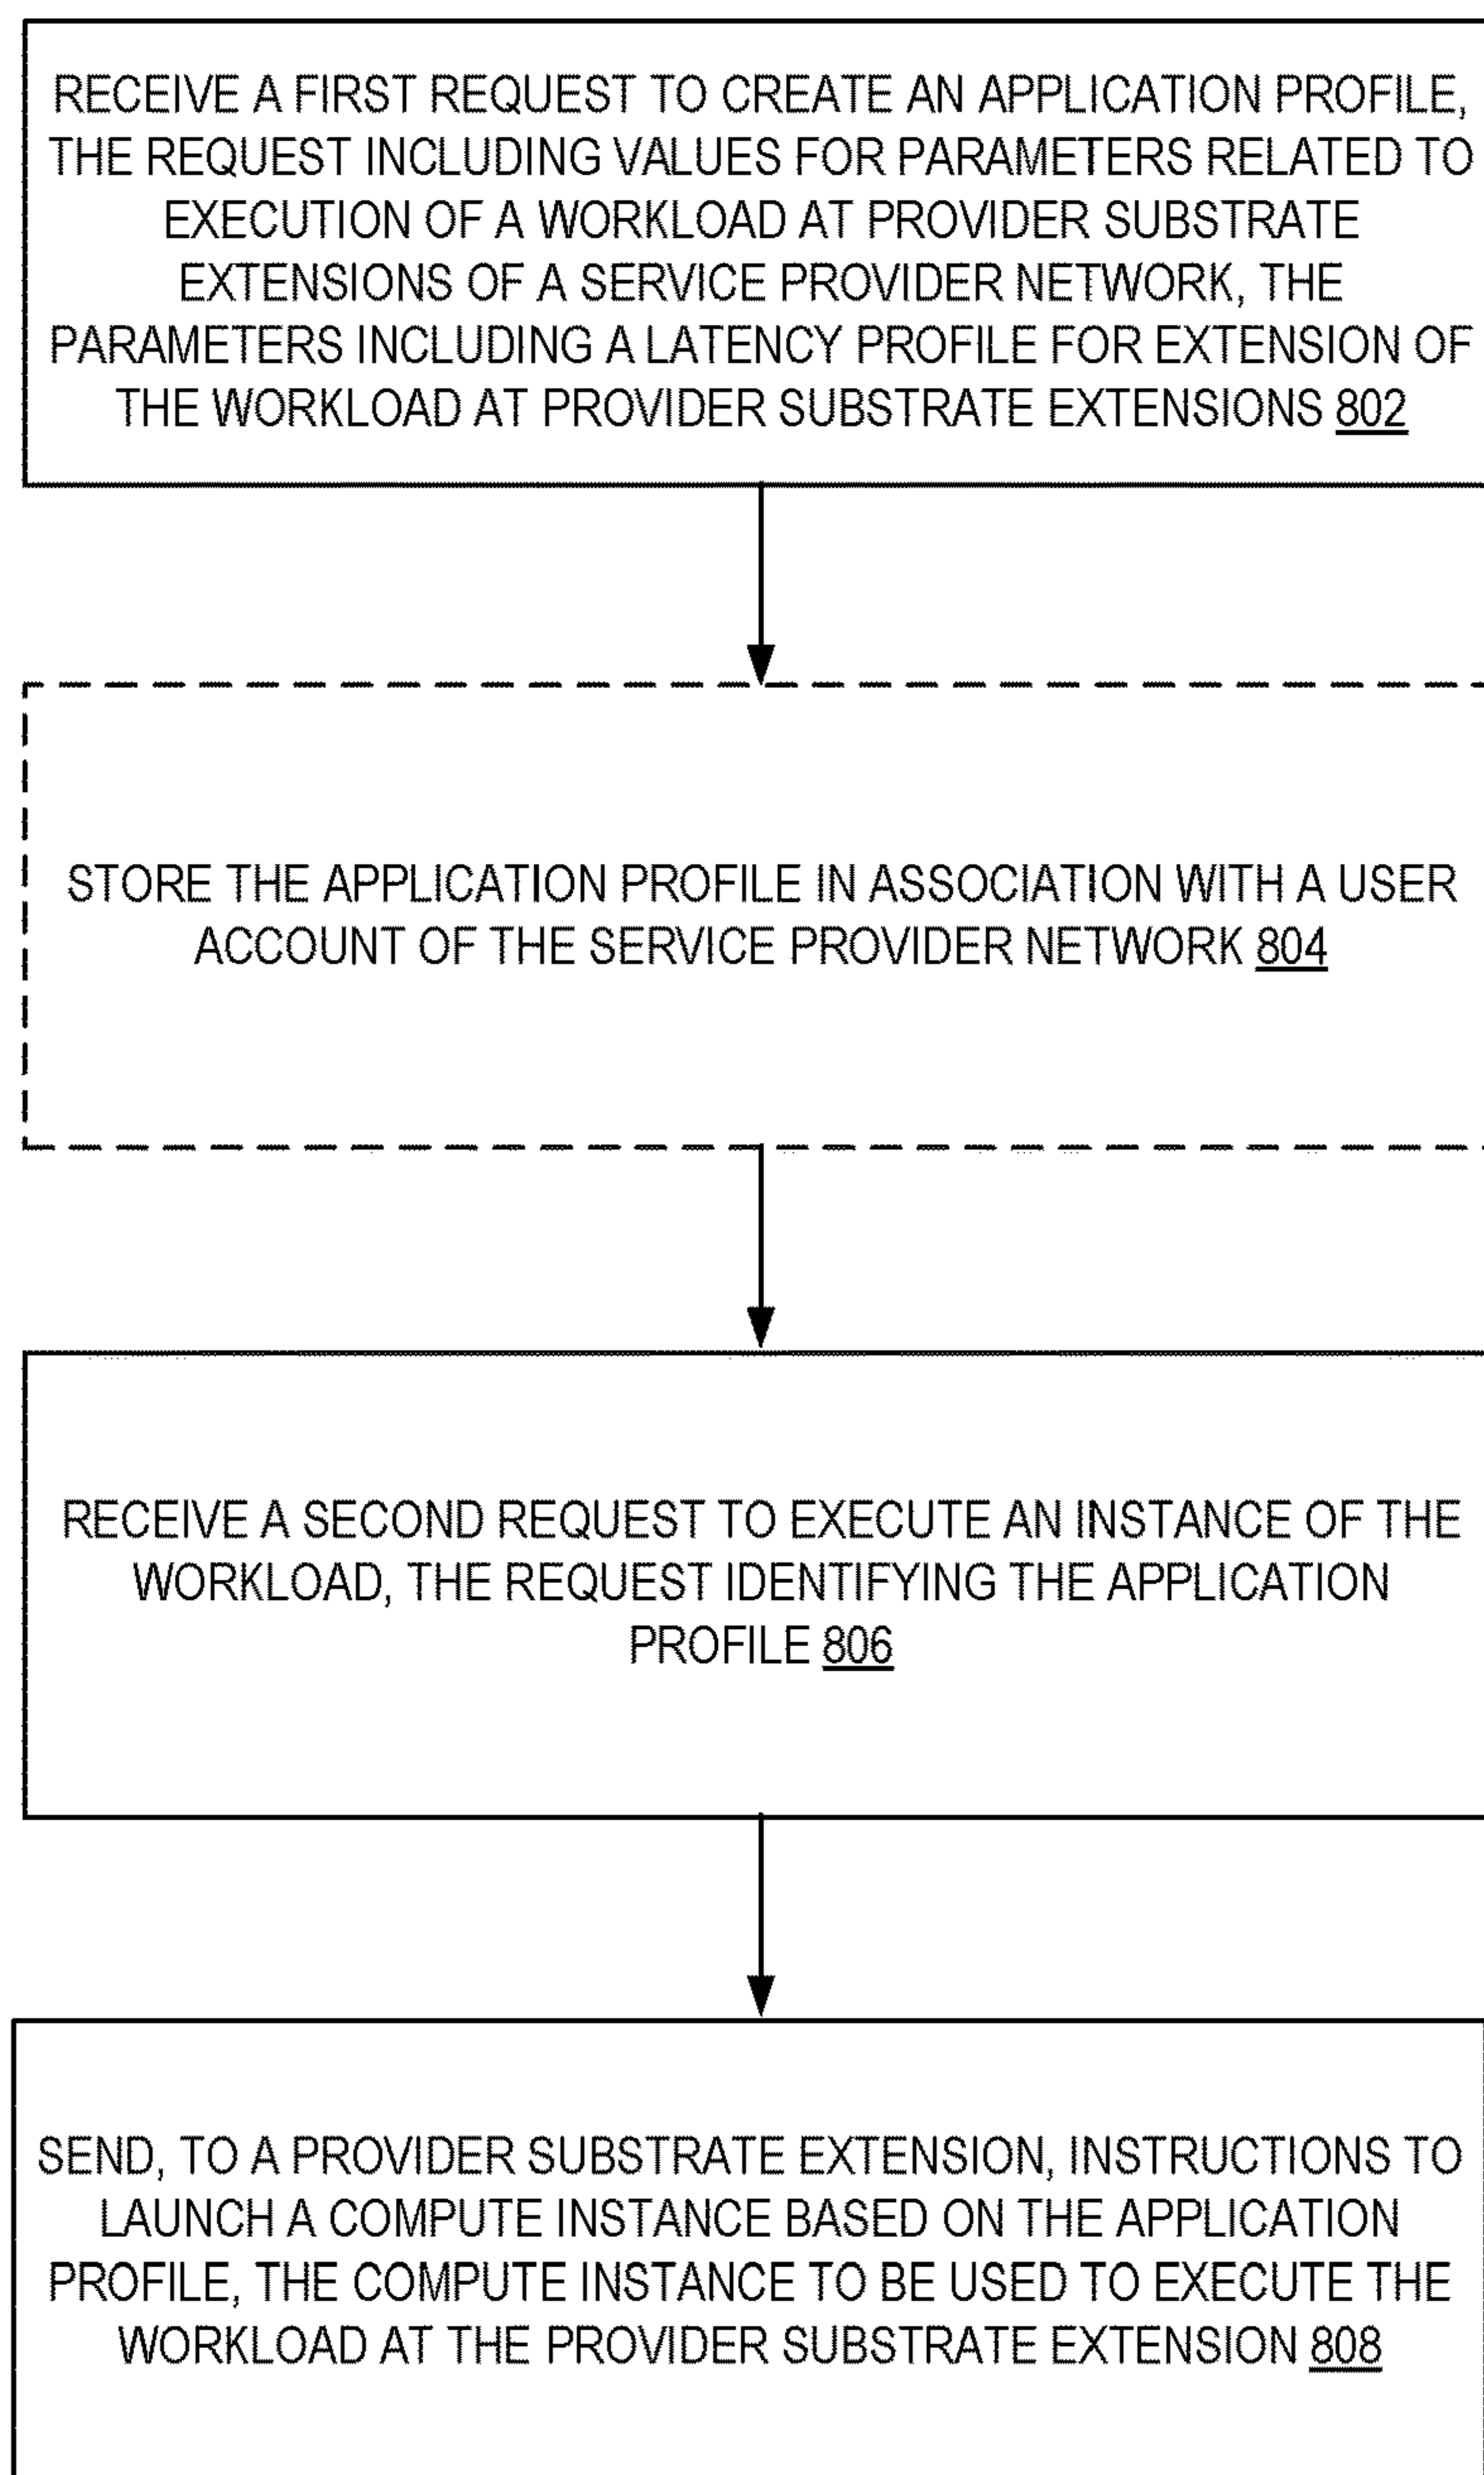 RECEIVE A FIRST REQUEST TO CREATE AN APPLICATION PROFILE,
THE REQUEST INCLUDING VALUES FOR PARAMETERS RELATED TO
EXECUTION OF A WORKLOAD AT PROVIDER SUBSTRATE
EXTENSIONS OF A SERVICE PROVIDER NETWORK, THE
PARAMETERS INCLUDING A LATENCY PROFILE FOR EXTENSION OF
THE WORKLOAD AT PROVIDER SUBSTRATE EXTENSIONS 802
STORE THE APPLICATION PROFILE IN ASSOCIATION WITH A USER
ACCOUNT OF THE SERVICE PROVIDER NETWORK 804
RECEIVE A SECOND REQUEST TO EXECUTE AN INSTANCE OF THE
WORKLOAD, THE REQUEST IDENTIFYING THE APPLICATION
PROFILE 806
SEND, TO A PROVIDER SUBSTRATE EXTENSION, INSTRUCTIONS TO
LAUNCH A COMPUTE INSTANCE BASED ON THE APPLICATION
PROFILE, THE COMPUTE INSTANCE TO BE USED TO EXECUTE THE
WORKLOAD AT THE PROVIDER SUBSTRATE EXTENSION 808